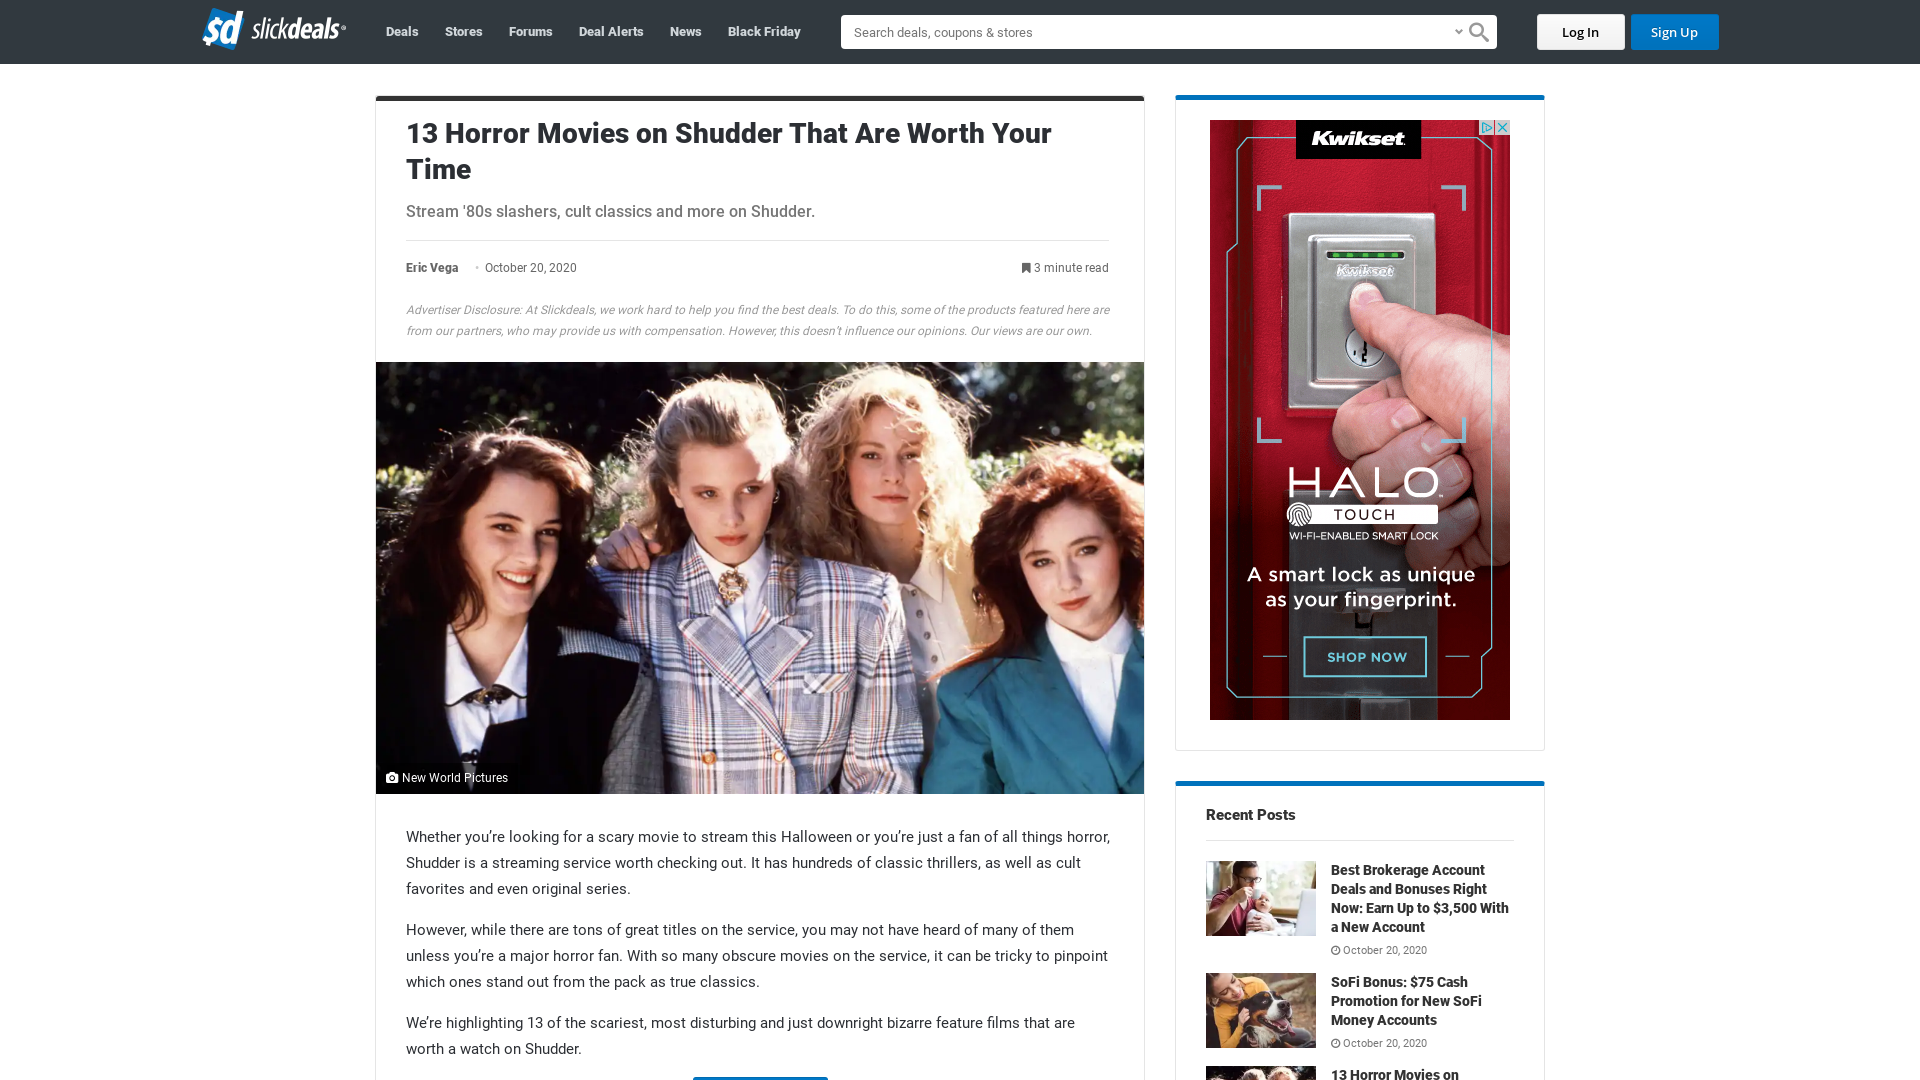 $d slickdeals
Deals
Stores
Forums
Deal Alerts
News
Black Friday
Search deals, coupons & stores
Log In
Sign Up
13 Horror Movies on Shudder That Are Worth Your
Time
Stream '80s slashers, cult classics and more on Shudder.
Eric Vega • October 20, 2020
3 minute read
Advertiser Disclosure: At Slickdeals, we work hard to help you find the best deals. To do this, some of the products featured here are
from our partners, who may provide us with compensation. However, this doesn’t influence our opinions. Our views are our own.
New World Pictures
Whether you’re looking for a scary movie to stream this Halloween or you’re just a fan of all things horror,
Shudder is a streaming service worth checking out. It has hundreds of classic thrillers, as well as cult
favorites and even original series.
However, while there are tons of great titles on the service, you may not have heard of many of them
unless you’re a major horror fan. With so many obscure movies on the service, it can be tricky to pinpoint
which ones stand out from the pack as true classics.
We’re highlighting 13 of the scariest, most disturbing and just downright bizarre feature films that are
worth a watch on Shudder.
Kwikset
Kwikset
HALO™
TOUCH
WI-FI-ENABLED SMART LOCK
A smart lock as unique
as your fingerprint.
SHOP NOW
Recent Posts
Best Brokerage Account
Deals and Bonuses Right
Now: Earn Up to $3,500 With
a New Account
October 20, 2020
SoFi Bonus: $75 Cash
Promotion for New SoFi
Money Accounts
October 20, 2020
13 Horror Movies on